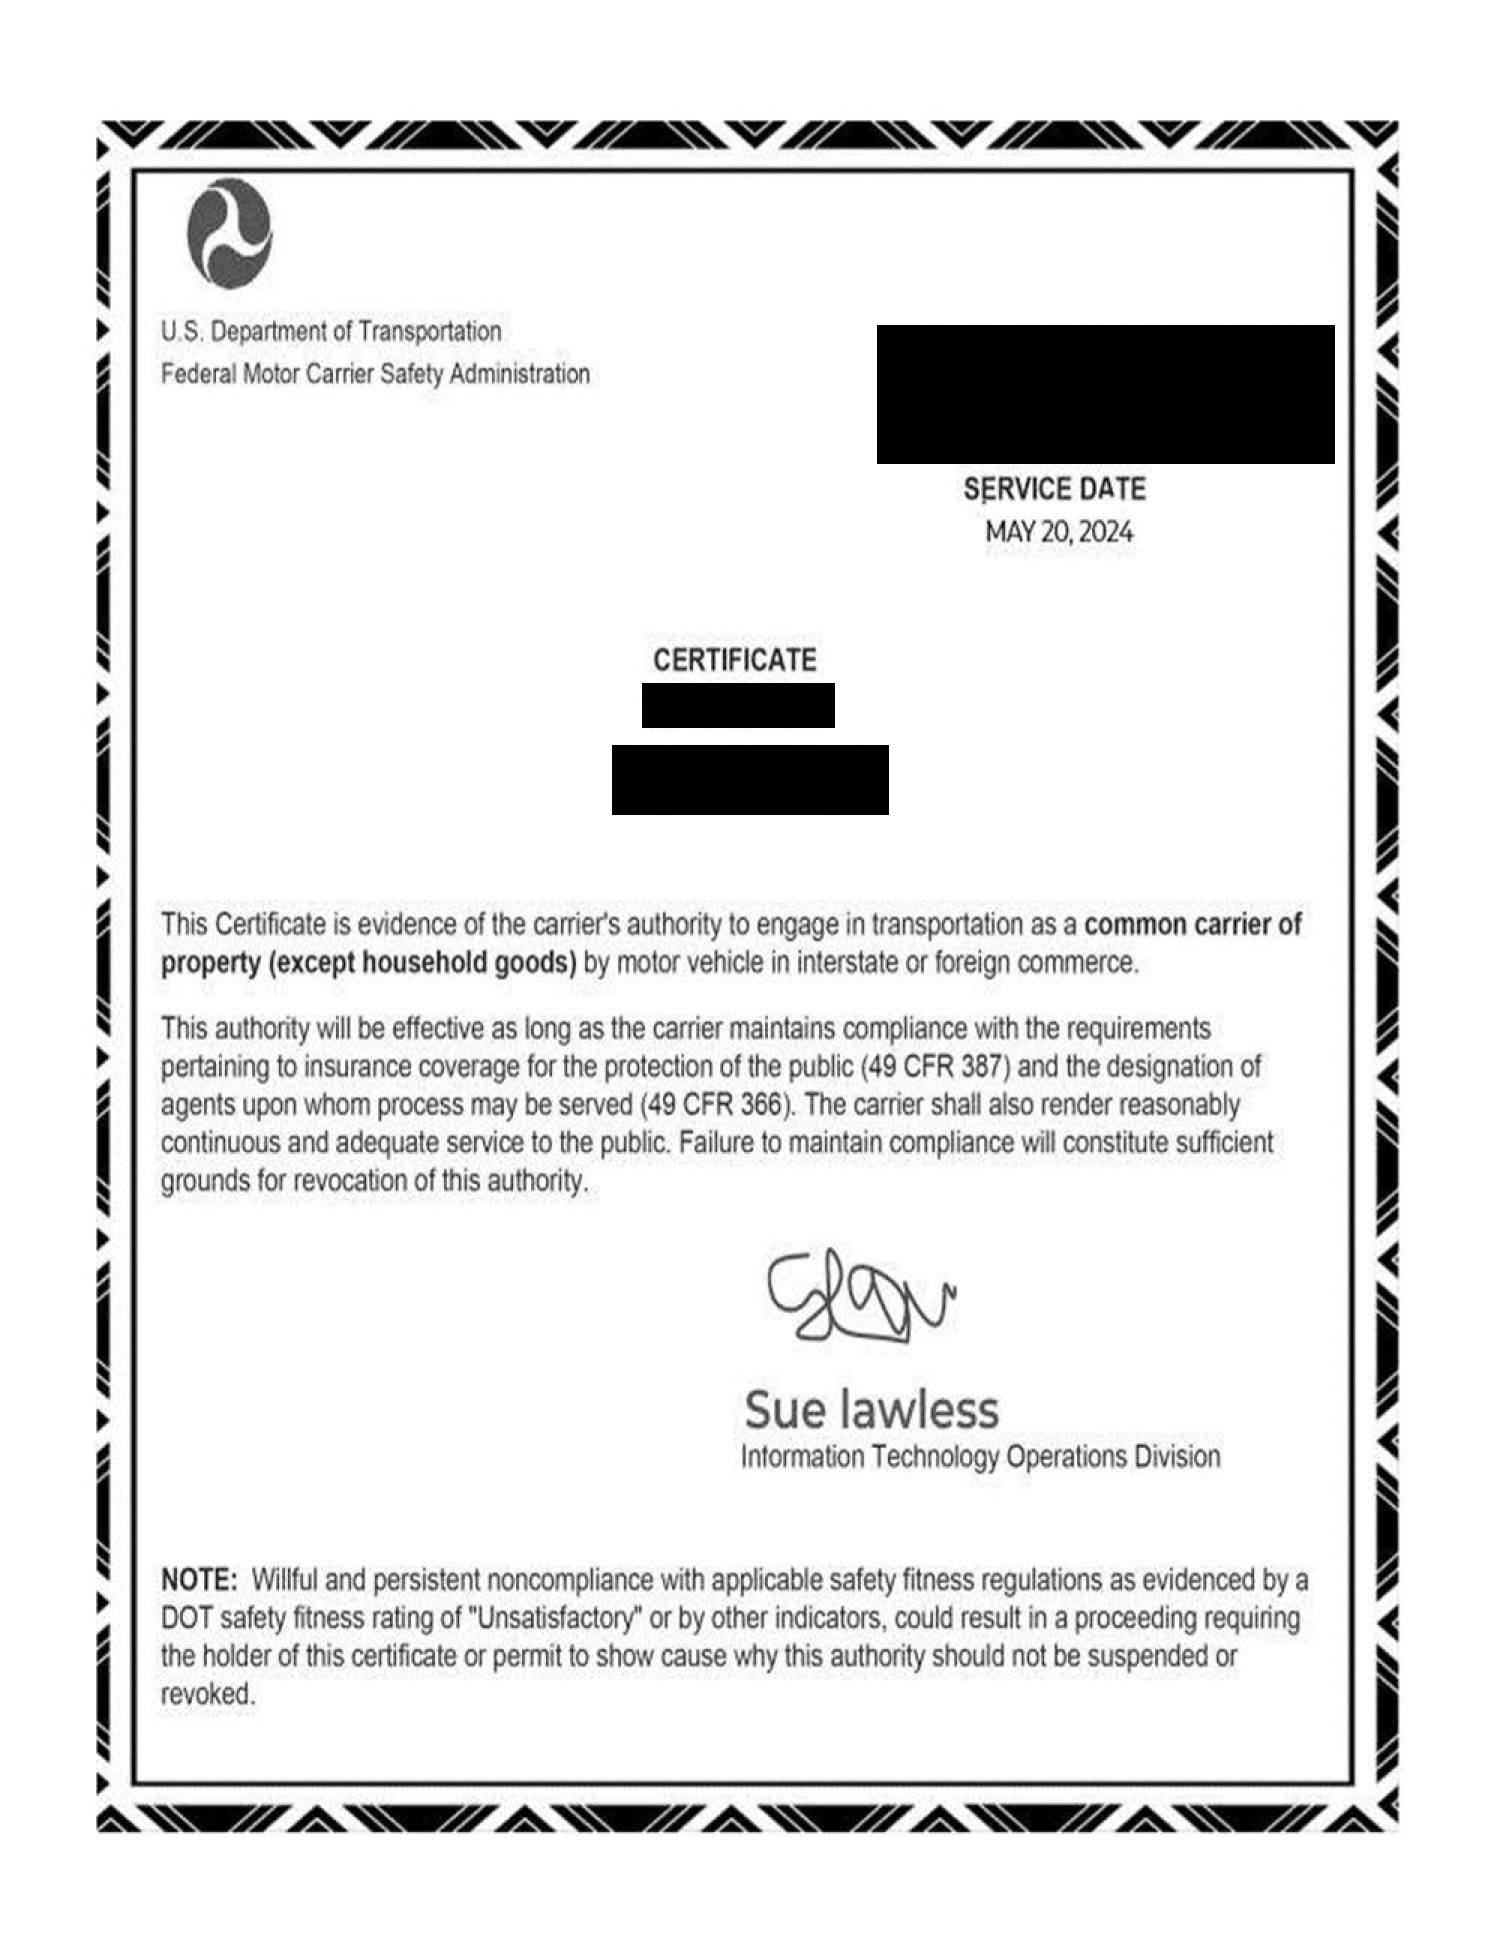 U.S. Department of Transportation
Federal Motor Carrier Safety Administration
SERVICE DATE
MAY 20, 2024
CERTIFICATE
This Certificate is evidence of the carrier's authority to engage in transportation as a common carrier of
property (except household goods) by motor vehicle in interstate or foreign commerce.
This authority will be effective as long as the carrier maintains compliance with the requirements
pertaining to insurance coverage for the protection of the public (49 CFR 387) and the designation of
agents upon whom process may be served (49 CFR 366). The carrier shall also render reasonably
continuous and adequate service to the public. Failure to maintain compliance will constitute sufficient
grounds for revocation of this authority.
Sue lawless
Information Technology Operations Division
NOTE: Willful and persistent noncompliance with applicable safety fitness regulations as evidenced by a
DOT safety fitness rating of "Unsatisfactory" or by other indicators, could result in a proceeding requiring
the holder of this certificate or permit to show cause why this authority should not be suspended or
revoked.